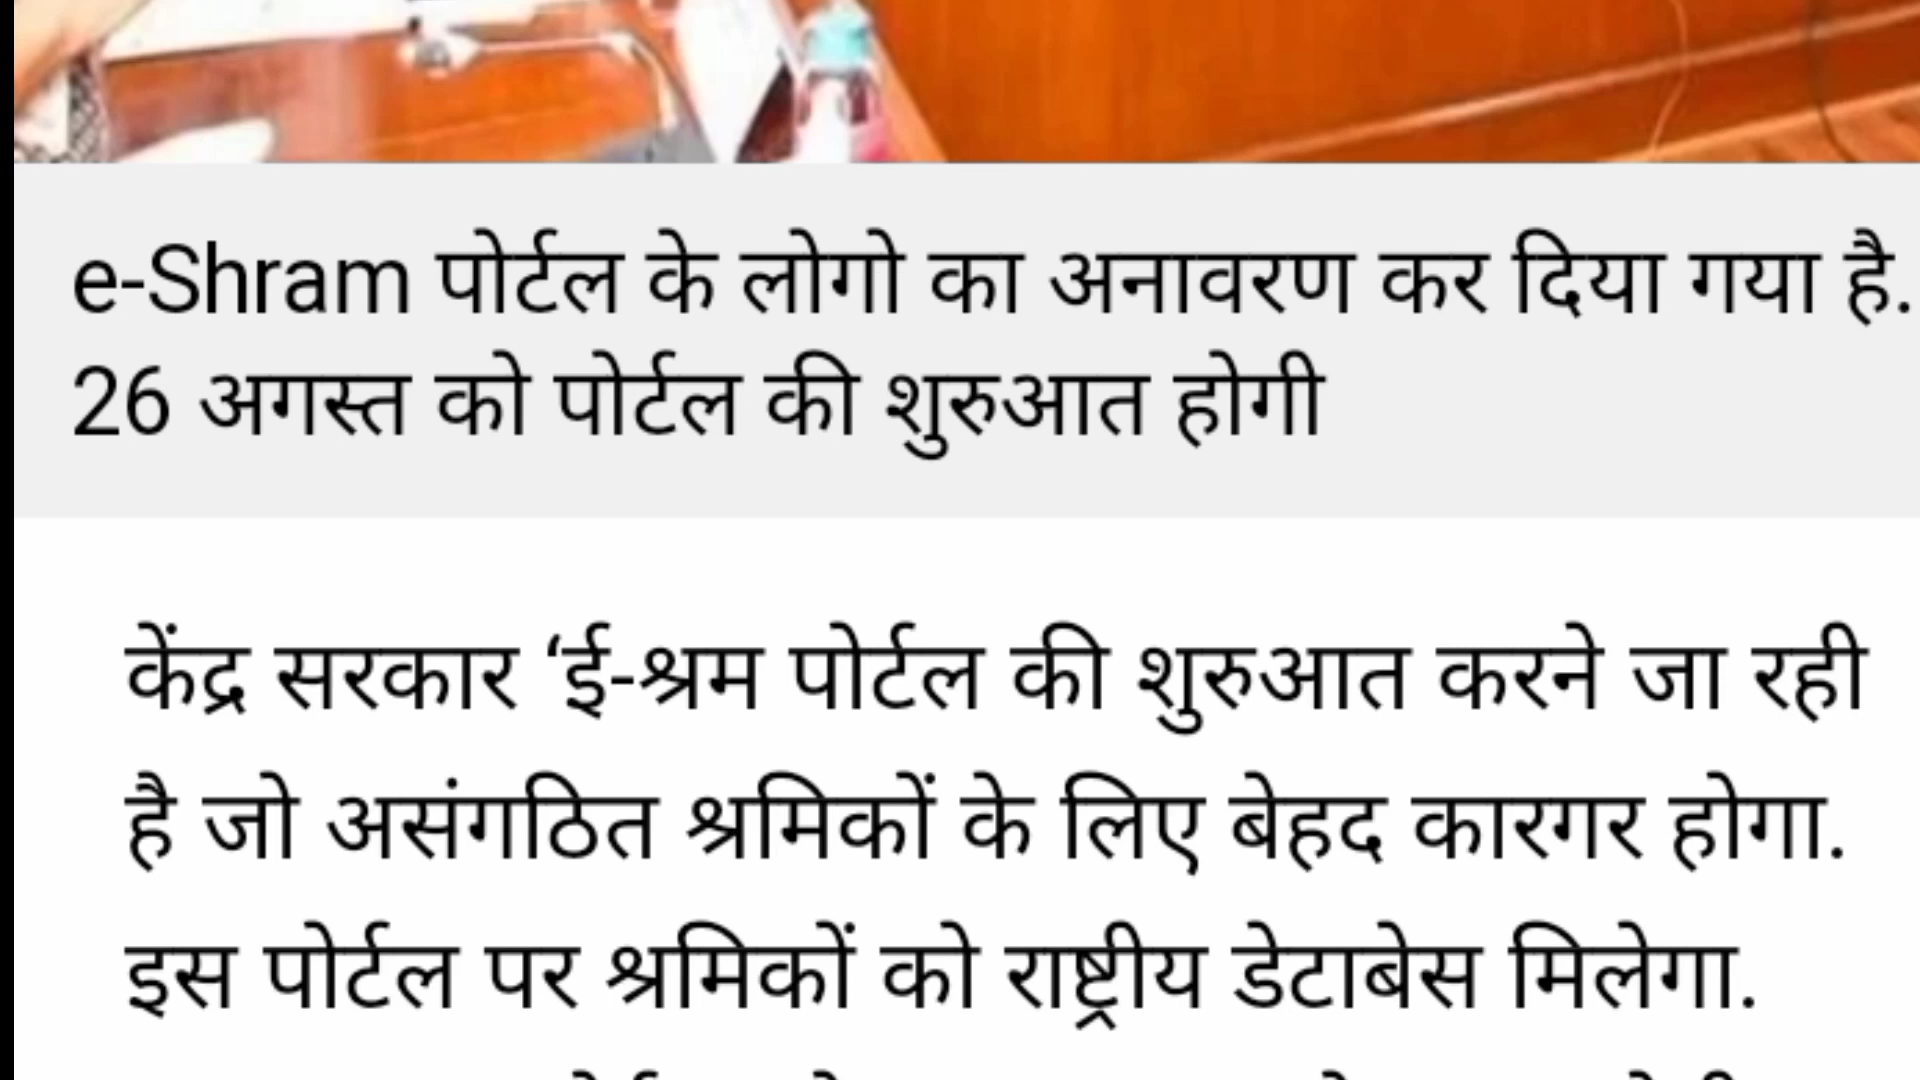 e-Shram पोर्टल के लोगो का अनावरण कर दिया गया है.
26 अगस्त को पोर्टल की शुरुआत होगी
केंद्र सरकार ‘ई-श्रम पोर्टल की शुरुआत करने जा रही
है जो असंगठित श्रमिकों के लिए बेहद कारगर होगा.
इस पोर्टल पर श्रमिकों को राष्ट्रीय डेटाबेस मिलेगा.